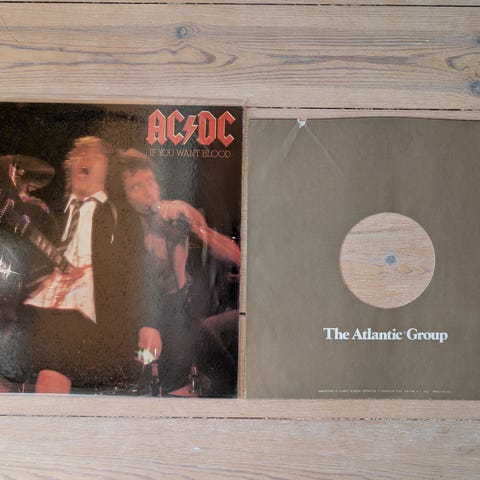 AC⚡DC
IF YOU WANT BLOOD
The Atlantic Group